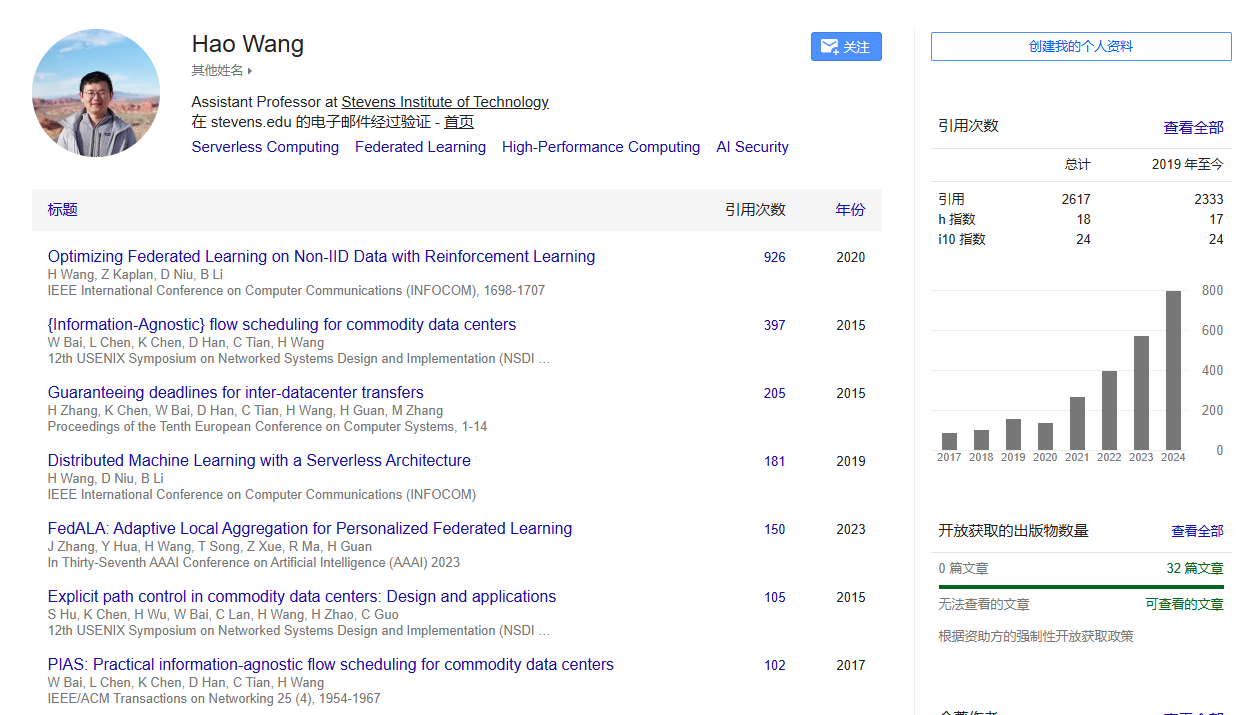 Hao Wang
其他姓名
Assistant Professor at Stevens Institute of Technology
在 stevens.edu 的电子邮件经过验证 - 首页
Serverless Computing Federated Learning High-Performance Computing AI Security
关注
标题 引用次数 年份
Optimizing Federated Learning on Non-IID Data with Reinforcement Learning 926 2020
H Wang, Z Kaplan, D Niu, B Li
IEEE International Conference on Computer Communications (INFOCOM), 1698-1707
{Information-Agnostic} flow scheduling for commodity data centers 397 2015
W Bai, L Chen, K Chen, D Han, C Tian, H Wang
12th USENIX Symposium on Networked Systems Design and Implementation (NSDI …
Guaranteeing deadlines for inter-datacenter transfers 205 2015
H Zhang, K Chen, W Bai, D Han, C Tian, H Wang, H Guan, M Zhang
Proceedings of the Tenth European Conference on Computer Systems, 1-14
Distributed Machine Learning with a Serverless Architecture 181 2019
H Wang, D Niu, B Li
IEEE International Conference on Computer Communications (INFOCOM)
FedALA: Adaptive Local Aggregation for Personalized Federated Learning 150 2023
J Zhang, Y Hua, H Wang, T Song, Z Xue, R Ma, H Guan
In Thirty-Seventh AAAI Conference on Artificial Intelligence (AAAI) 2023
Explicit path control in commodity data centers: Design and applications 105 2015
S Hu, K Chen, H Wu, W Bai, C Lan, H Wang, H Zhao, C Guo
12th USENIX Symposium on Networked Systems Design and Implementation (NSDI …
PIAS: Practical information-agnostic flow scheduling for commodity data centers 102 2017
W Bai, L Chen, K Chen, D Han, C Tian, H Wang
IEEE/ACM Transactions on Networking 25 (4), 1954-1967
创建我的个人资料
引用次数 查看全部
总计 2019 年至今
引用 2617 2333
h 指数 18 17
i10 指数 24 24
800
600
400
200
0
2017 2018 2019 2020 2021 2022 2023 2024
开放获取的出版物数量 查看全部
0 篇文章 32 篇文章
无法查看的文章 可查看的文章
根据资助方的强制性开放获取政策